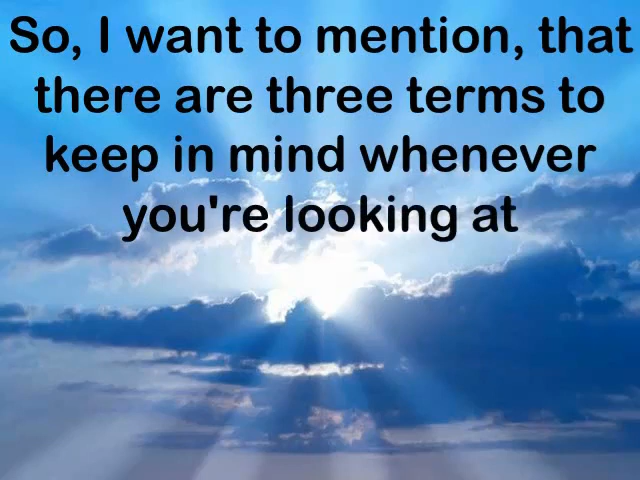 So, I want to mention, that
there are three terms to
keep in mind whenever
you're looking at